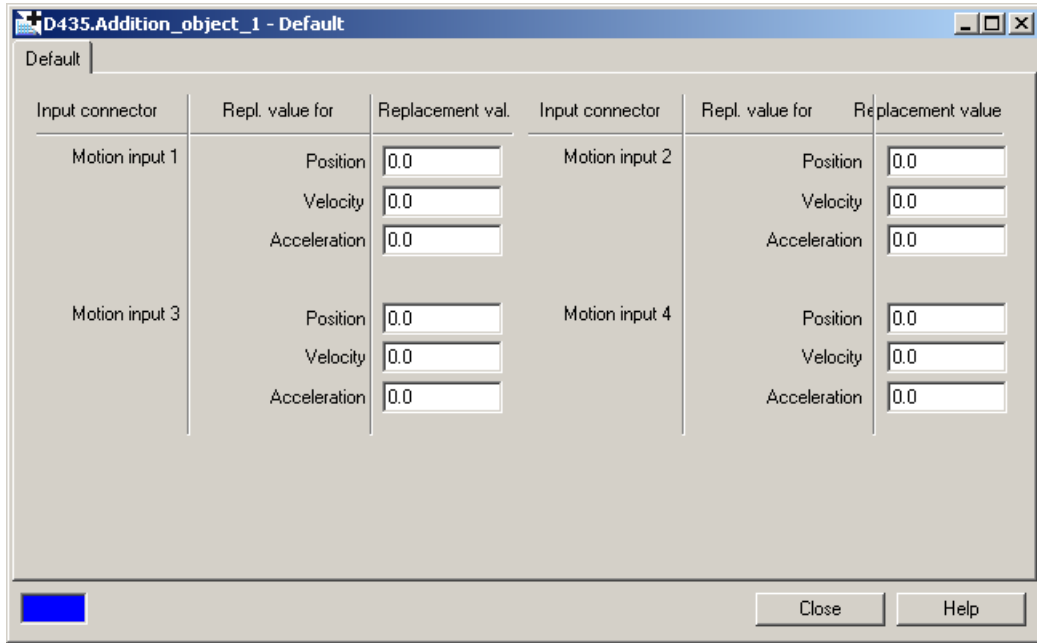 D435.Addition_object_1 - Default
Default
Input connector Repl. value for Replacement val. Input connector Repl. value for Replacement value
Motion input 1 Position 0.0 Motion input 2 Position 0.0
Velocity 0.0 Velocity 0.0
Acceleration 0.0 Acceleration 0.0
Motion input 3 Position 0.0 Motion input 4 Position 0.0
Velocity 0.0 Velocity 0.0
Acceleration 0.0 Acceleration 0.0
Close Help